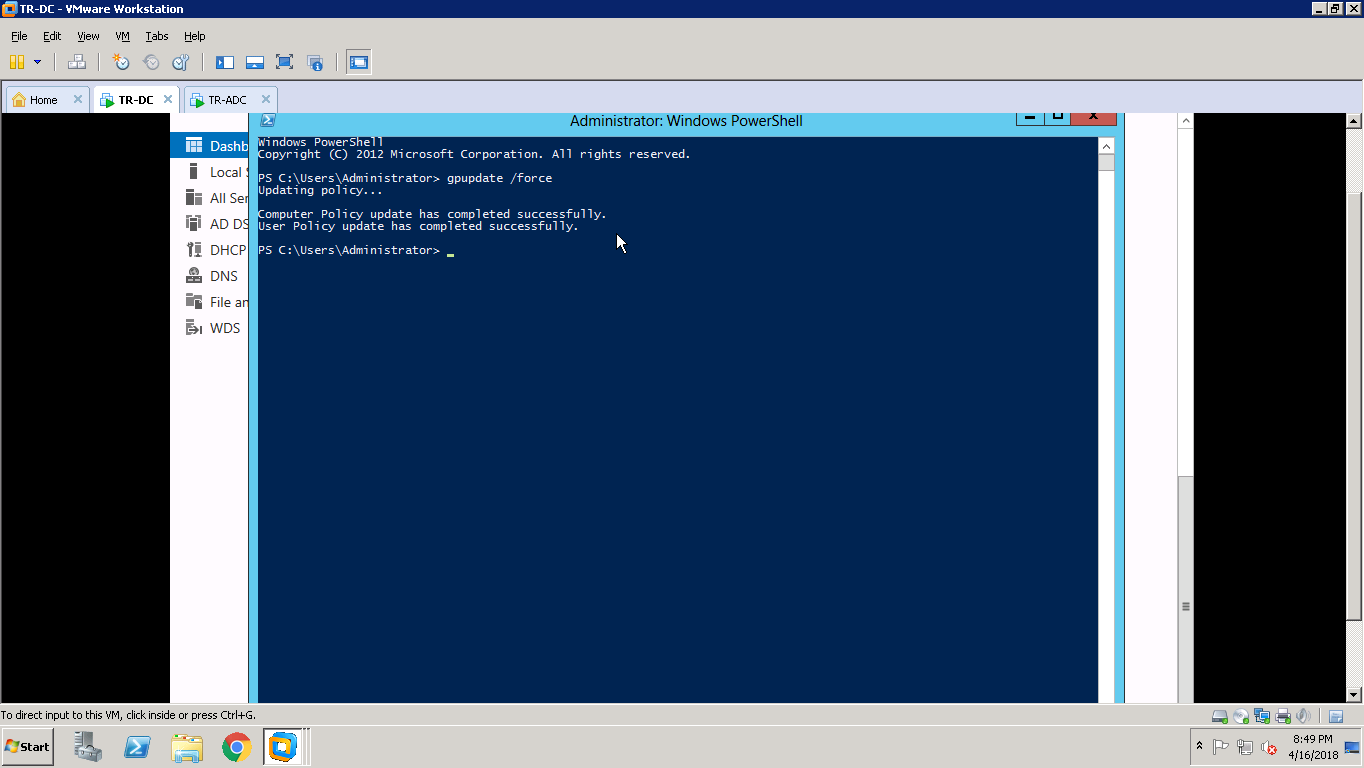 TR-DC - VMware Workstation
File Edit View VM Tabs Help
Home TR-DC TR-ADC
Administrator: Windows PowerShell
Dashb
Local S
All Ser
AD DS
DHCP
DNS
File an
WDS
Windows PowerShell
Copyright (C) 2012 Microsoft Corporation. All rights reserved.
PS C:\Users\Administrator> gpupdate /force
Updating policy...
Computer Policy update has completed successfully.
User Policy update has completed successfully.
PS C:\Users\Administrator>
To direct input to this VM, click inside or press Ctrl+G.
Start
8:49 PM
4/16/2018